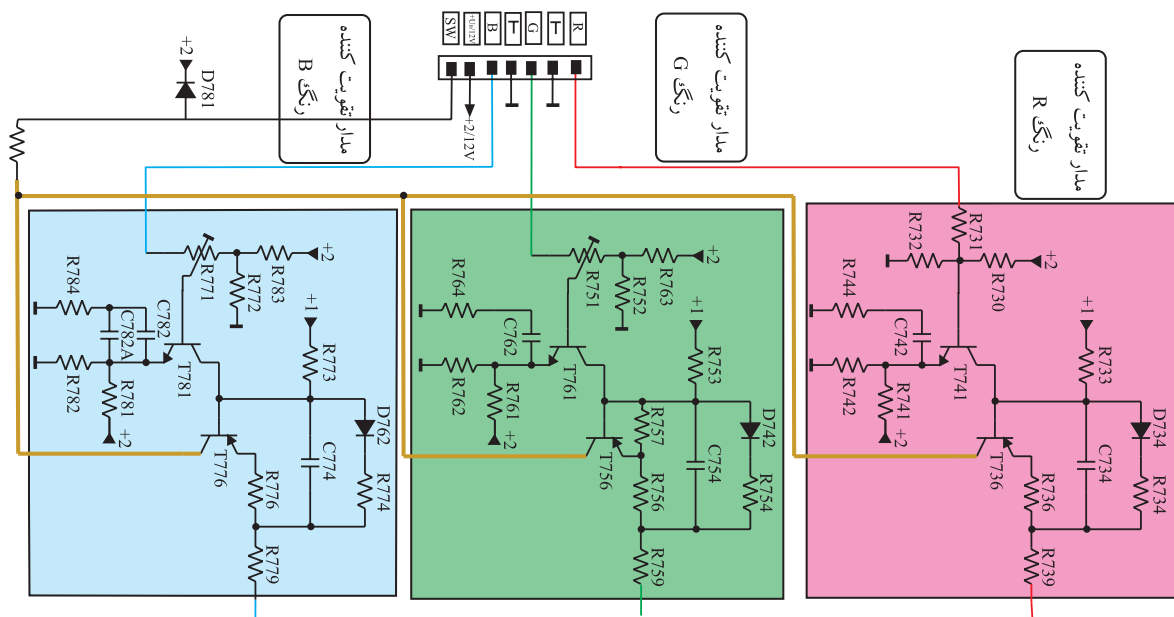 SW
+Us/12V
B
T
G
T
R
مدار تقویت کننده
رنگ B
مدار تقویت کننده
رنگ G
مدار تقویت کننده
رنگ R
+2
D781
+2/12V
R784
C782
C782A
R782
R781
+2
R771
R772
R783
+2
T781
+1
R773
D762
T776
R776
C774
R774
R779
R764
C762
R762
R761
+2
R751
R752
R763
+2
T761
+1
R753
D742
R757
T756
R756
C754
R754
R759
R744
C742
R742
R741
+2
R732
R731
R730
+2
T741
+1
R733
D734
T736
R736
C734
R734
R739